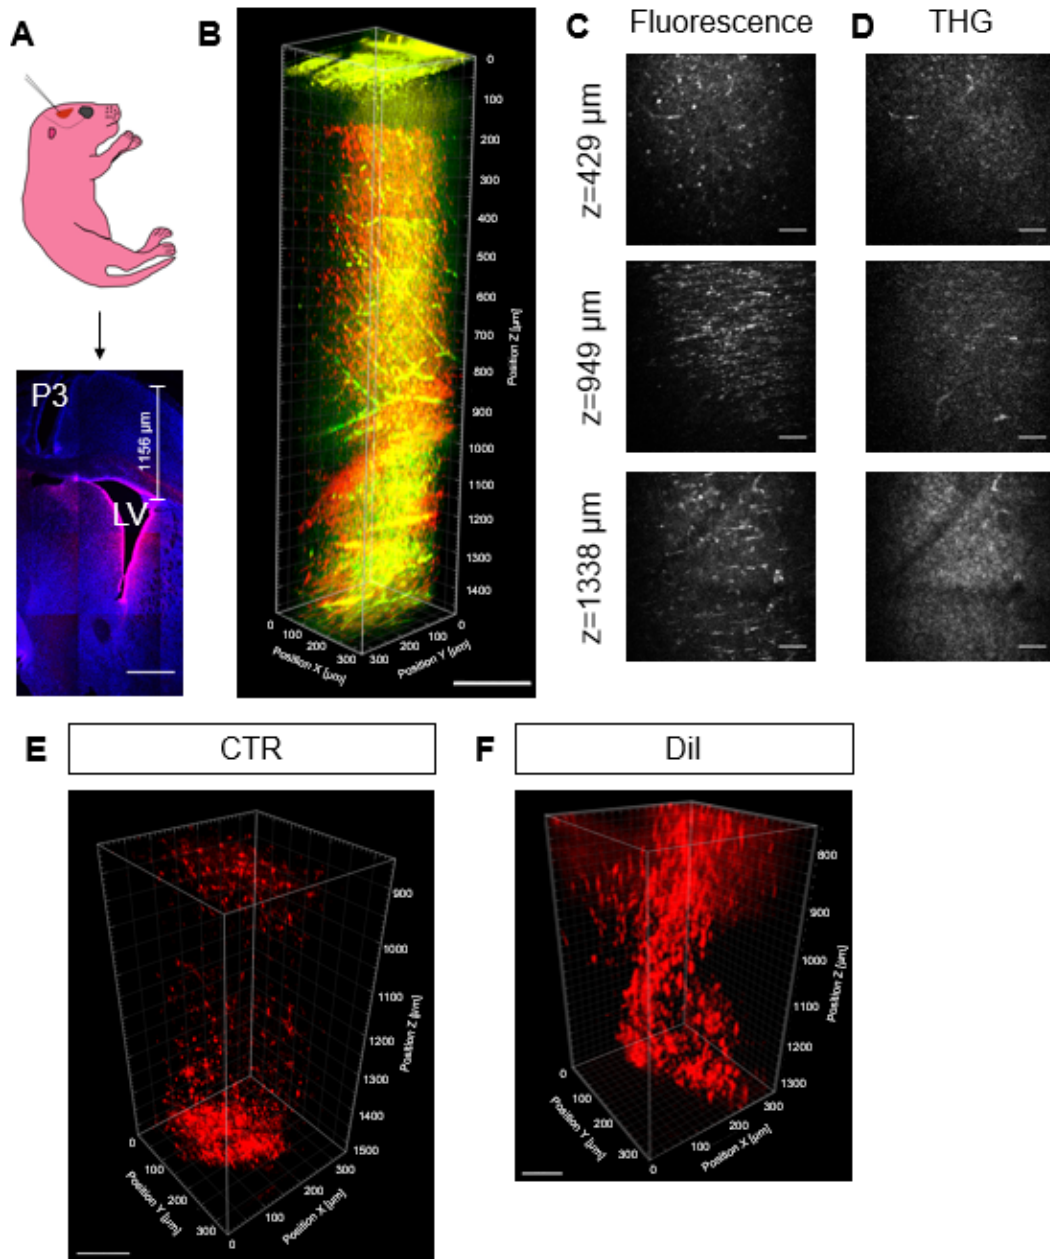 A
P3
1156 µm
LV
B
0
100
200
300
400
500
600
700
800
900
1000
1100
1200
1300
1400
Position Z [µm]
0
100
200
300
Position X [µm]
300
200
100
0
Position Y [µm]
C
Fluorescence
D
THG
z=429 µm
z=949 µm
z=1338 µm
E
CTR
900
1000
1100
1200
1300
1400
1500
Position Z [µm]
0
100
200
300
Position Y [µm]
0
100
200
300
Position X [µm]
F
DiI
800
900
1000
1100
1200
1300
Position Z [µm]
0
100
200
300
Position Y [µm]
0
100
200
300
Position X [µm]